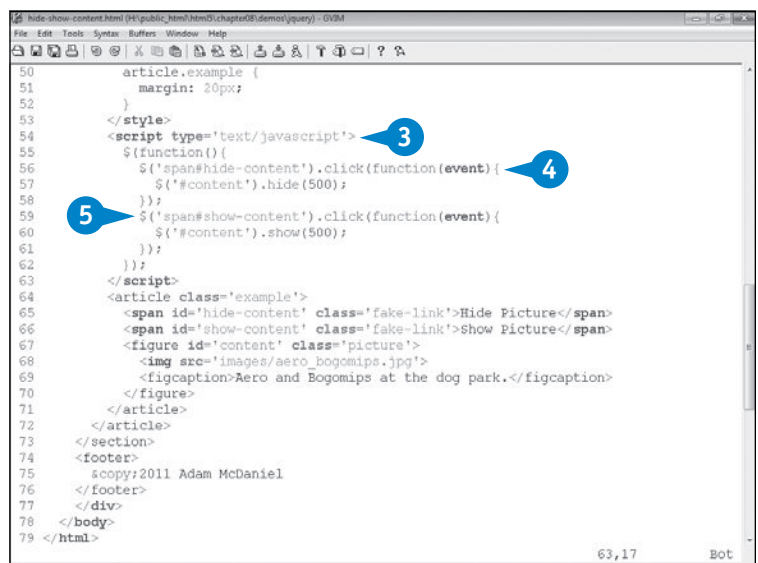 hide-show-content.html (H:\public_html\html5\chapter08\demos\jquery) - GVIM
File Edit Tools Syntax Buffers Window Help
50 article.example {
51 margin: 20px;
52 }
53 </style>
54 <script type='text/javascript'>
3
55 $(function(){
56 $('span#hide-content').click(function(event){
4
57 $('#content').hide(500);
58 });
5
59 $('span#show-content').click(function(event){
60 $('#content').show(500);
61 });
62 });
63 </script>
64 <article class='example'>
65 <span id='hide-content' class='fake-link'>Hide Picture</span>
66 <span id='show-content' class='fake-link'>Show Picture</span>
67 <figure id='content' class='picture'>
68 <img src='images/aero_bogomips.jpg'>
69 <figcaption>Aero and Bogomips at the dog park.</figcaption>
70 </figure>
71 </article>
72 </article>
73 </section>
74 <footer>
75 &copy;2011 Adam McDaniel
76 </footer>
77 </div>
78 </body>
79 </html>
63,17 Bot